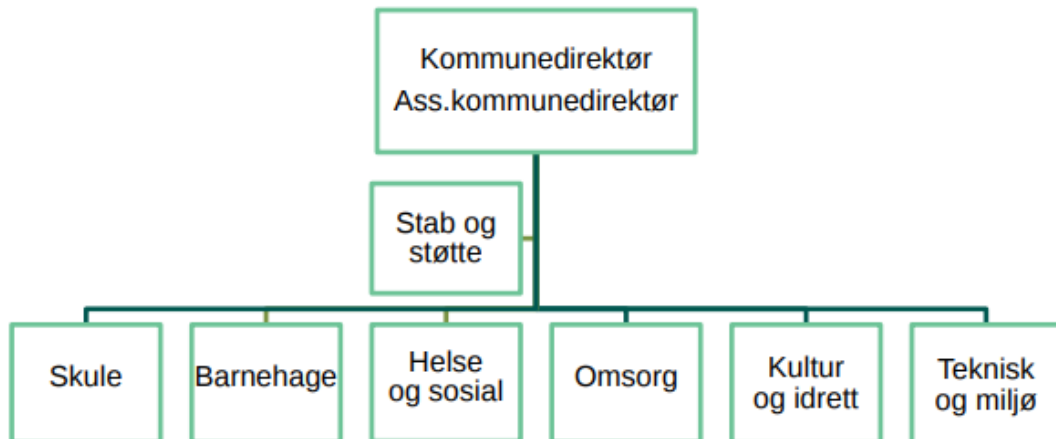 Kommunedirektør
Ass.kommunedirektør
Stab og
støtte
Skule
Barnehage
Helse
og sosial
Omsorg
Kultur
og idrett
Teknisk
og miljø